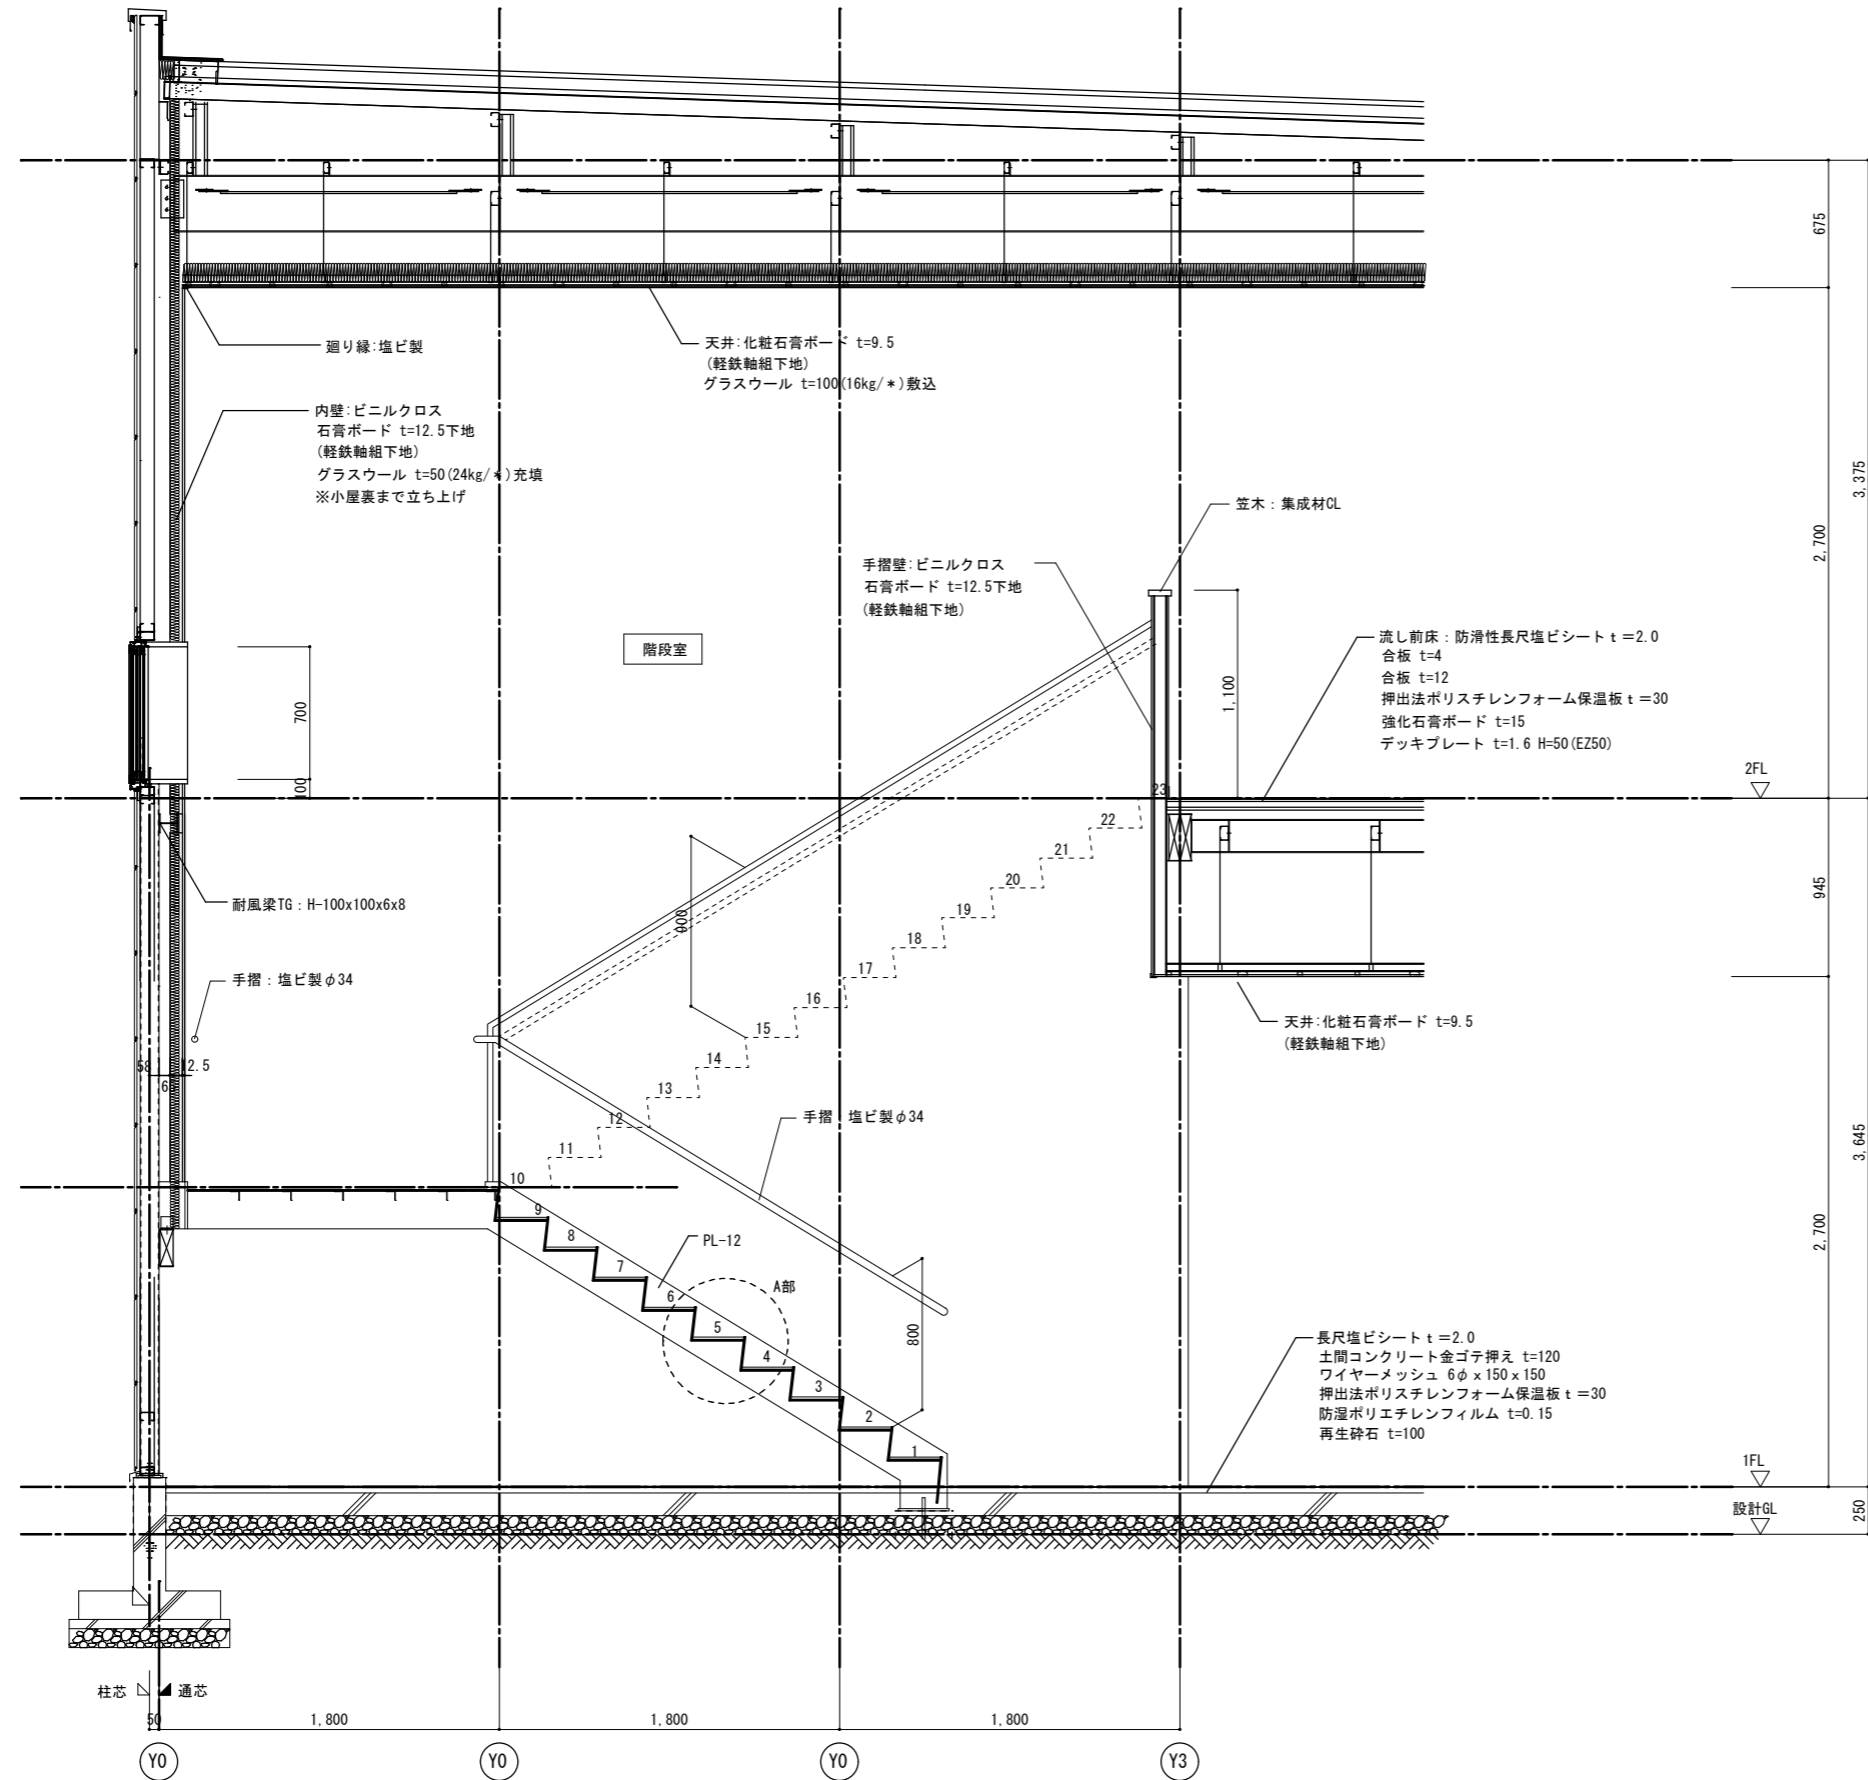 675
3,375
廻り縁:塩ビ製
天井:化粧石膏ボード t=9.5
(軽鉄軸組下地)
グラスウール t=100(16kg/*)敷込
内壁:ビニルクロス
石膏ボード t=12.5下地
(軽鉄軸組下地)
グラスウール t=50(24kg/*)充填
※小屋裏まで立ち上げ
笠木:集成材CL
2,700
手摺壁:ビニルクロス
石膏ボード t=12.5下地
(軽鉄軸組下地)
階段室
流し前床:防滑性長尺塩ビシート t=2.0
合板 t=4
合板 t=12
押出法ポリスチレンフォーム保温板 t=30
強化石膏ボード t=15
デッキプレート t=1.6 H=50(EZ50)
700
1,100
100
2FL
23
22
21
20
19
18
17
16
15
14
13
12
11
10
900
945
耐風梁TG:H-100x100x6x8
手摺:塩ビ製φ34
天井:化粧石膏ボード t=9.5
(軽鉄軸組下地)
58
12.5
手摺:塩ビ製φ34
3,645
2,700
9
8
7
6
5
4
3
2
1
PL-12
A部
800
長尺塩ビシート t=2.0
土間コンクリート金ゴテ押え t=120
ワイヤーメッシュ 6φx150x150
押出法ポリスチレンフォーム保温板 t=30
防湿ポリエチレンフィルム t=0.15
再生砕石 t=100
1FL
設計GL
250
柱芯
通芯
50
1,800
1,800
1,800
Y0
Y0
Y0
Y3